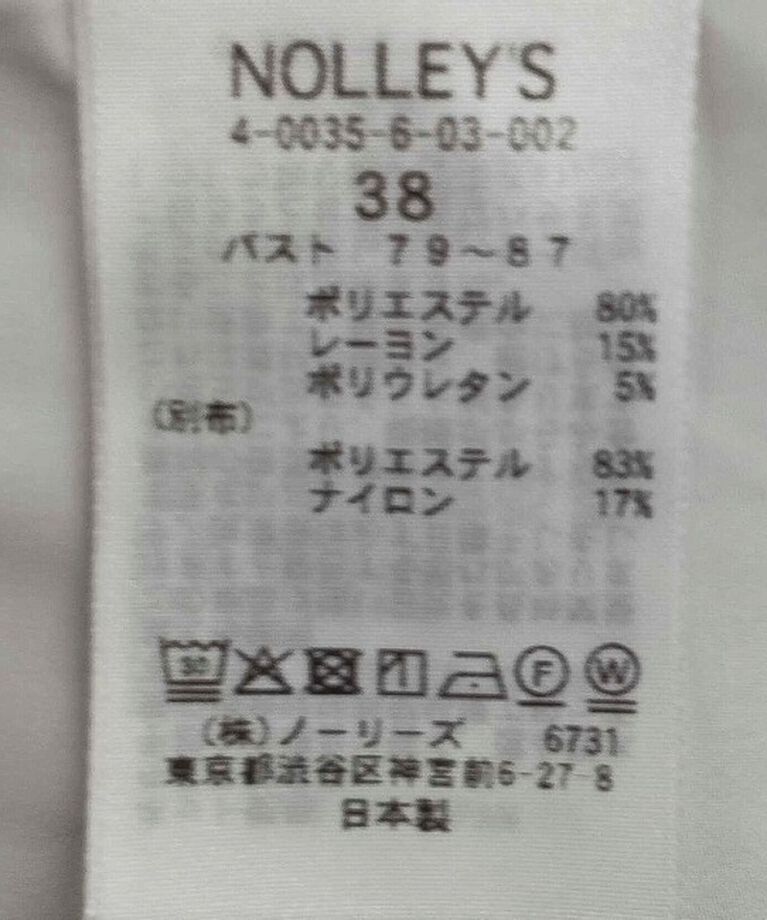 NOLLEY'S
4-0035-6-03-002
38
バスト 79～87
ポリエステル 80%
レーヨン 15%
ポリウレタン 5%
(別布)
ポリエステル 83%
ナイロン 17%
30 F W
(株)ノーリーズ 6731
東京都渋谷区神宮前6-27-8
日本製